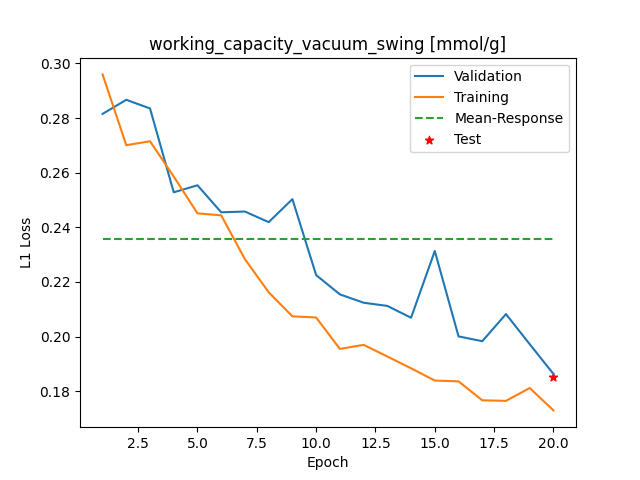 working_capacity_vacuum_swing [mmol/g]
0.30
0.28
0.26
0.24
0.22
0.20
0.18
L1 Loss
Validation
Training
Mean-Response
Test
2.5 5.0 7.5 10.0 12.5 15.0 17.5 20.0
Epoch